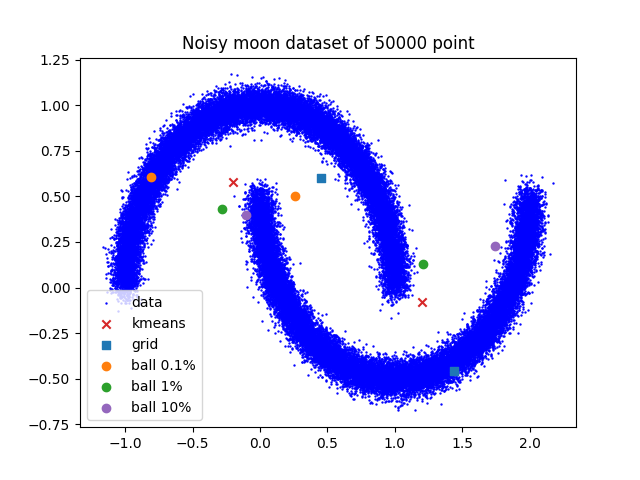 Noisy moon dataset of 50000 point
1.25
1.00
0.75
0.50
0.25
0.00
−0.25
−0.50
−0.75
data
kmeans
grid
ball 0.1%
ball 1%
ball 10%
−1.0 −0.5 0.0 0.5 1.0 1.5 2.0